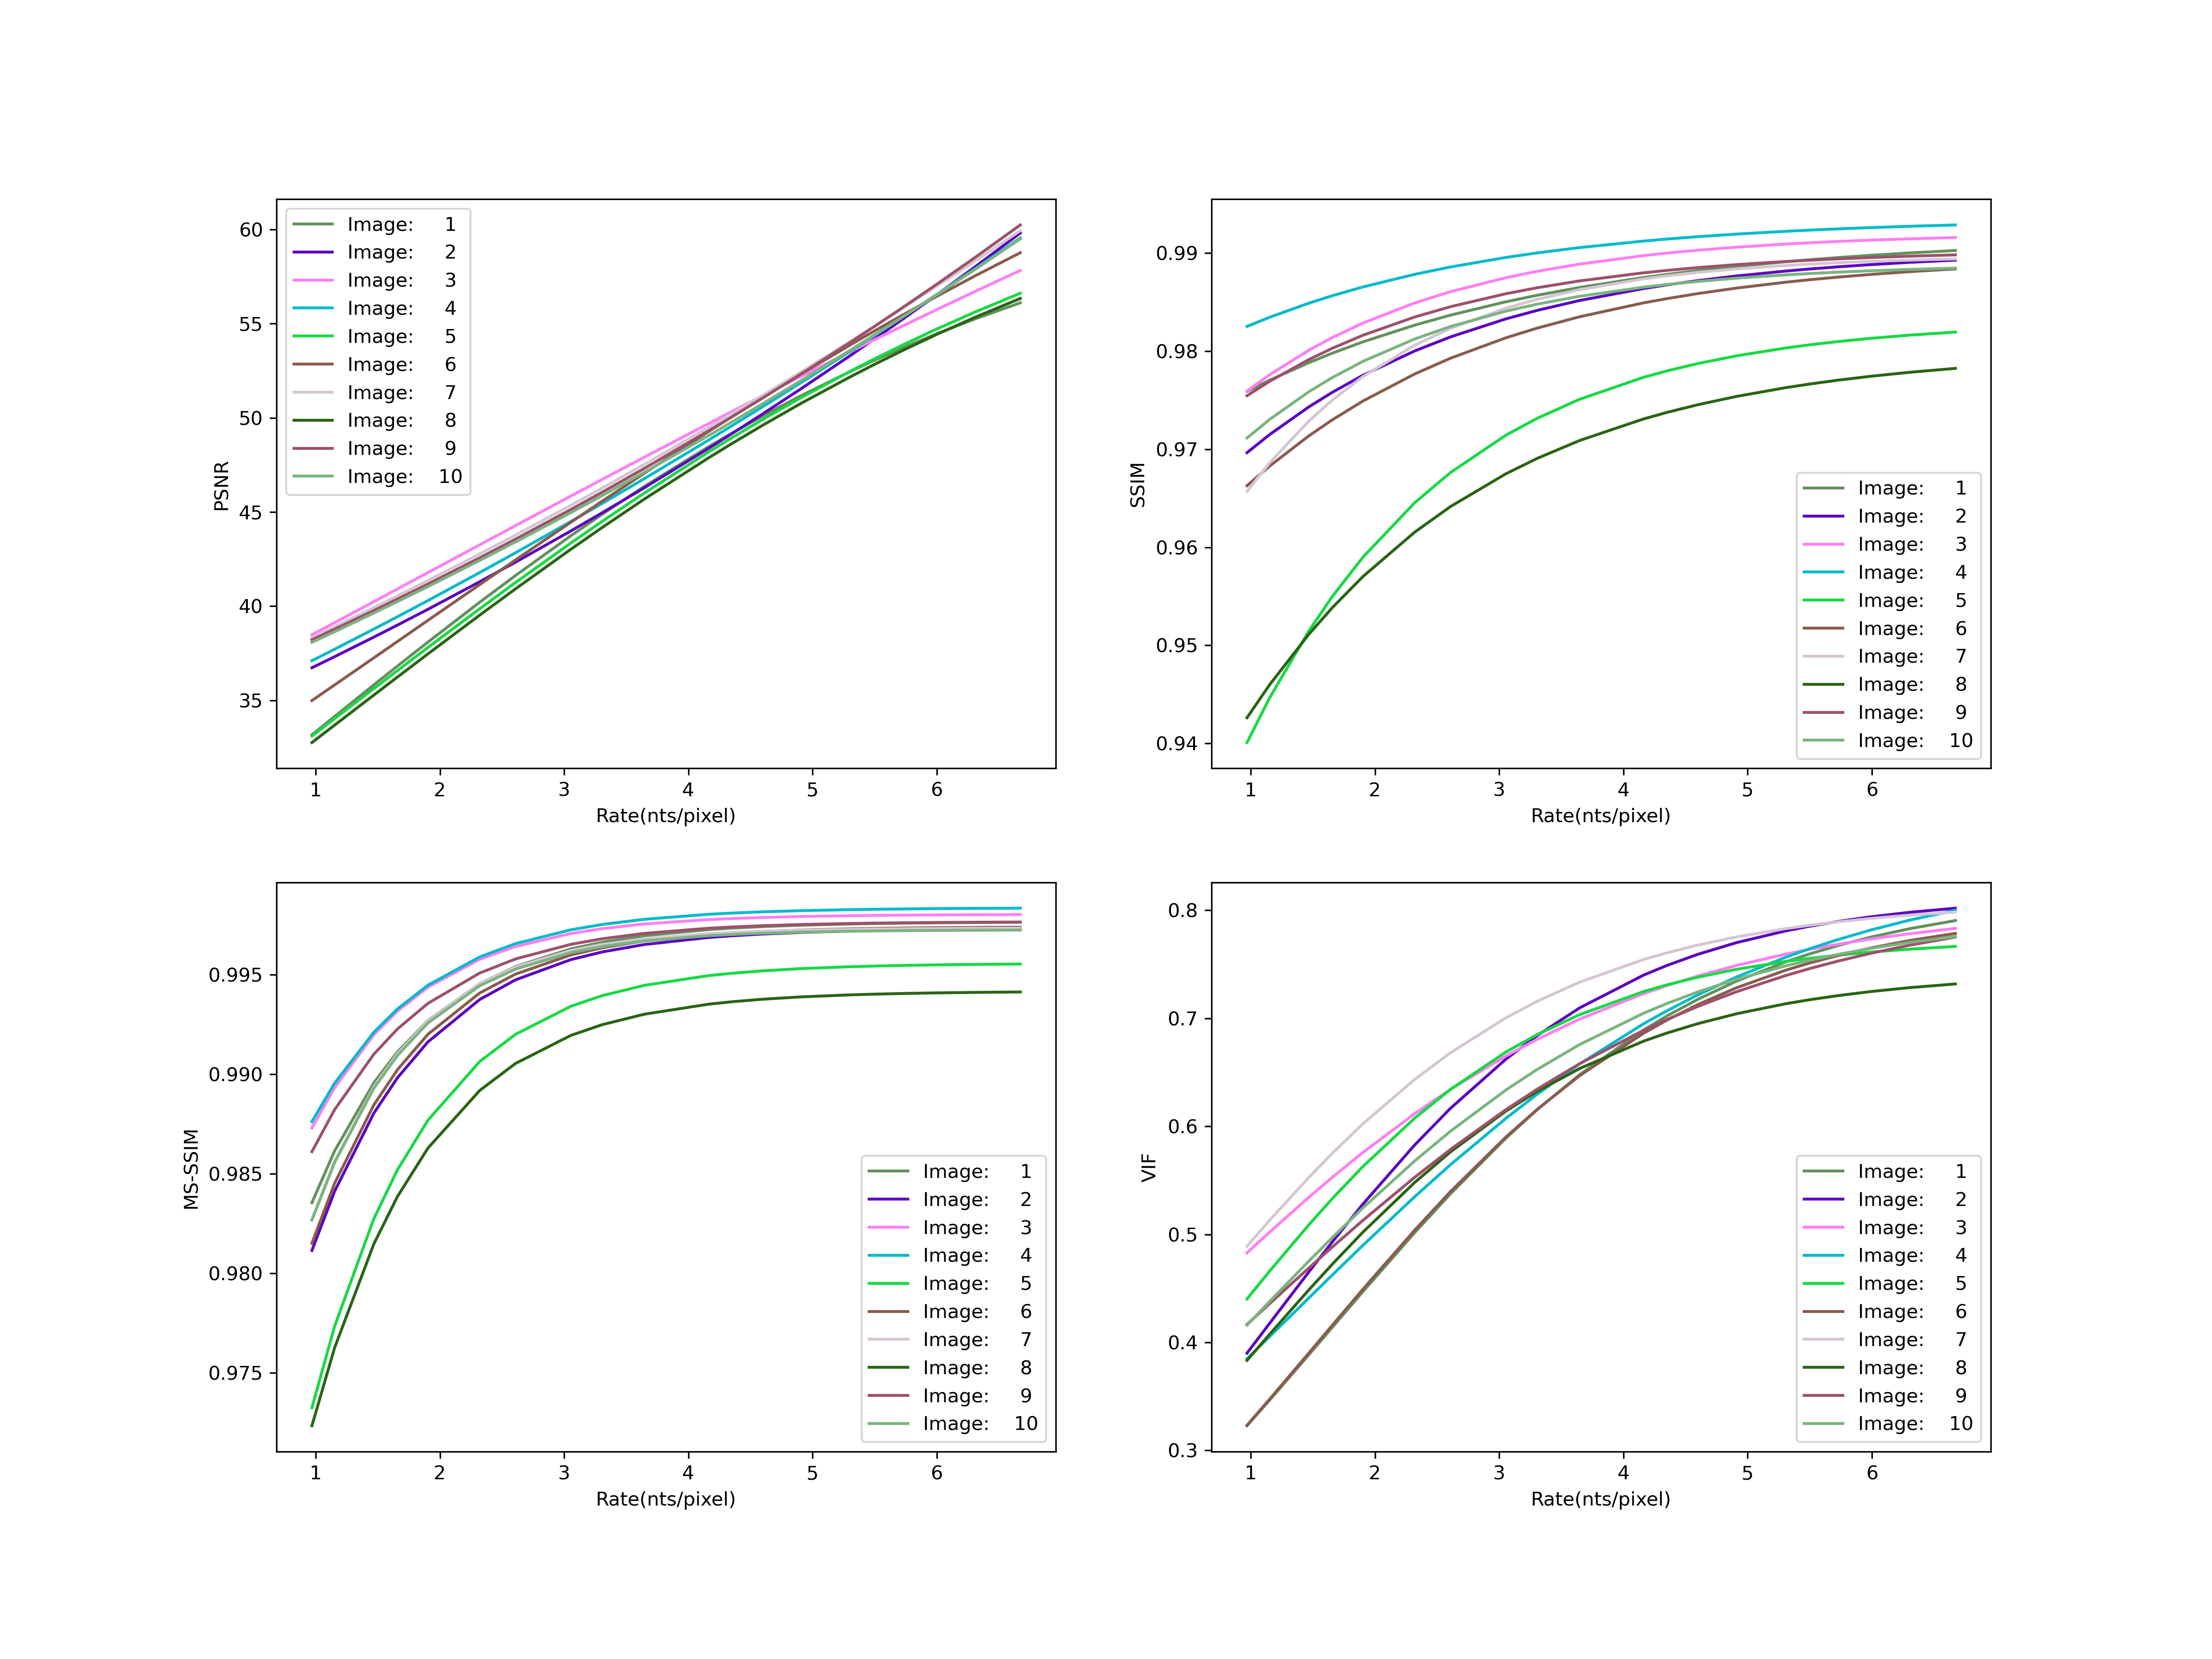 60
55
50
45
40
35
PSNR
1 2 3 4 5 6
Rate(nts/pixel)
Image: 1
Image: 2
Image: 3
Image: 4
Image: 5
Image: 6
Image: 7
Image: 8
Image: 9
Image: 10
0.99
0.98
0.97
0.96
0.95
0.94
SSIM
1 2 3 4 5 6
Rate(nts/pixel)
Image: 1
Image: 2
Image: 3
Image: 4
Image: 5
Image: 6
Image: 7
Image: 8
Image: 9
Image: 10
0.995
0.990
0.985
0.980
0.975
MS-SSIM
1 2 3 4 5 6
Rate(nts/pixel)
Image: 1
Image: 2
Image: 3
Image: 4
Image: 5
Image: 6
Image: 7
Image: 8
Image: 9
Image: 10
0.8
0.7
0.6
0.5
0.4
0.3
VIF
1 2 3 4 5 6
Rate(nts/pixel)
Image: 1
Image: 2
Image: 3
Image: 4
Image: 5
Image: 6
Image: 7
Image: 8
Image: 9
Image: 10